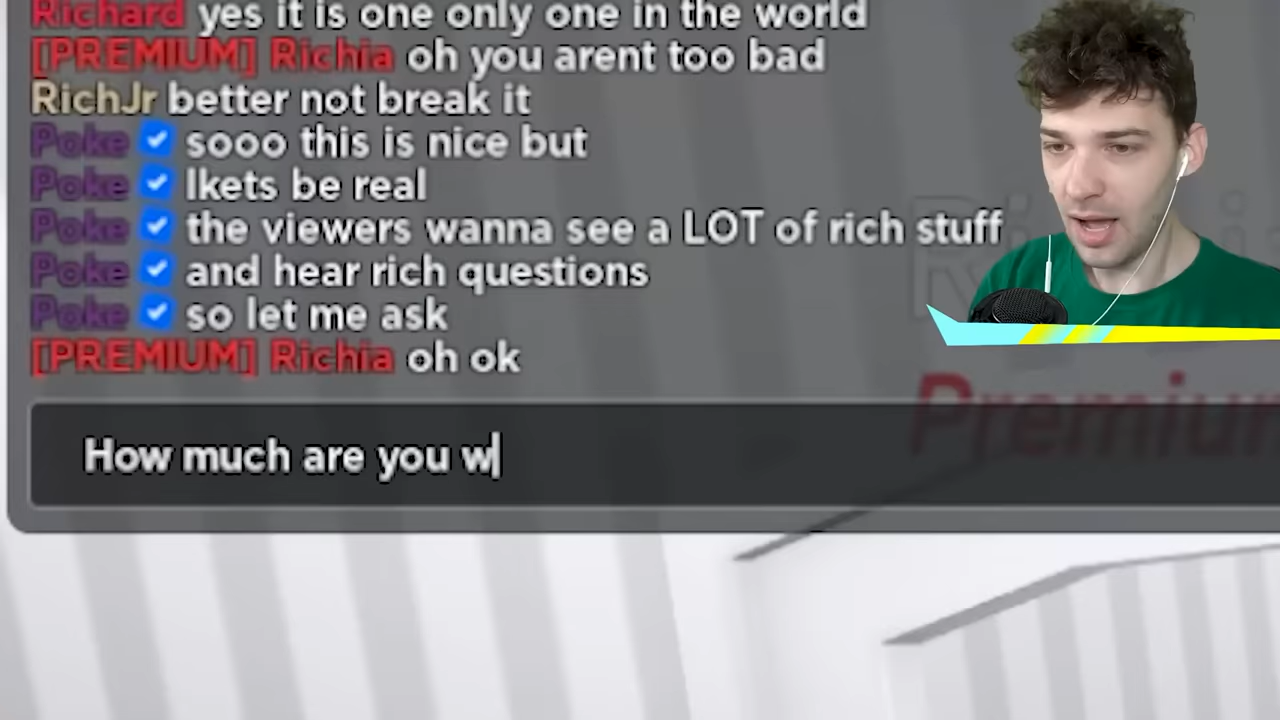 Richard yes it is one only one in the world
[PREMIUM] Richia oh you arent too bad
RichJr better not break it
Poke sooo this is nice but
Poke lkets be real
Poke the viewers wanna see a LOT of rich stuff
Poke and hear rich questions
Poke so let me ask
[PREMIUM] Richia oh ok
Premium
How much are you w